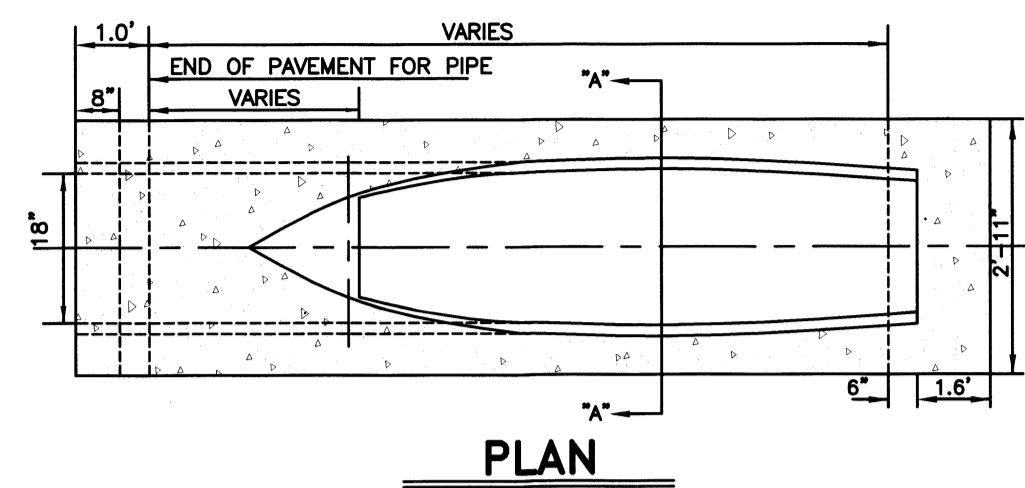 1.0'
VARIES
END OF PAVEMENT FOR PIPE
8"
VARIES
"A"
18"
2'-11"
6"
1.6'
"A"
PLAN